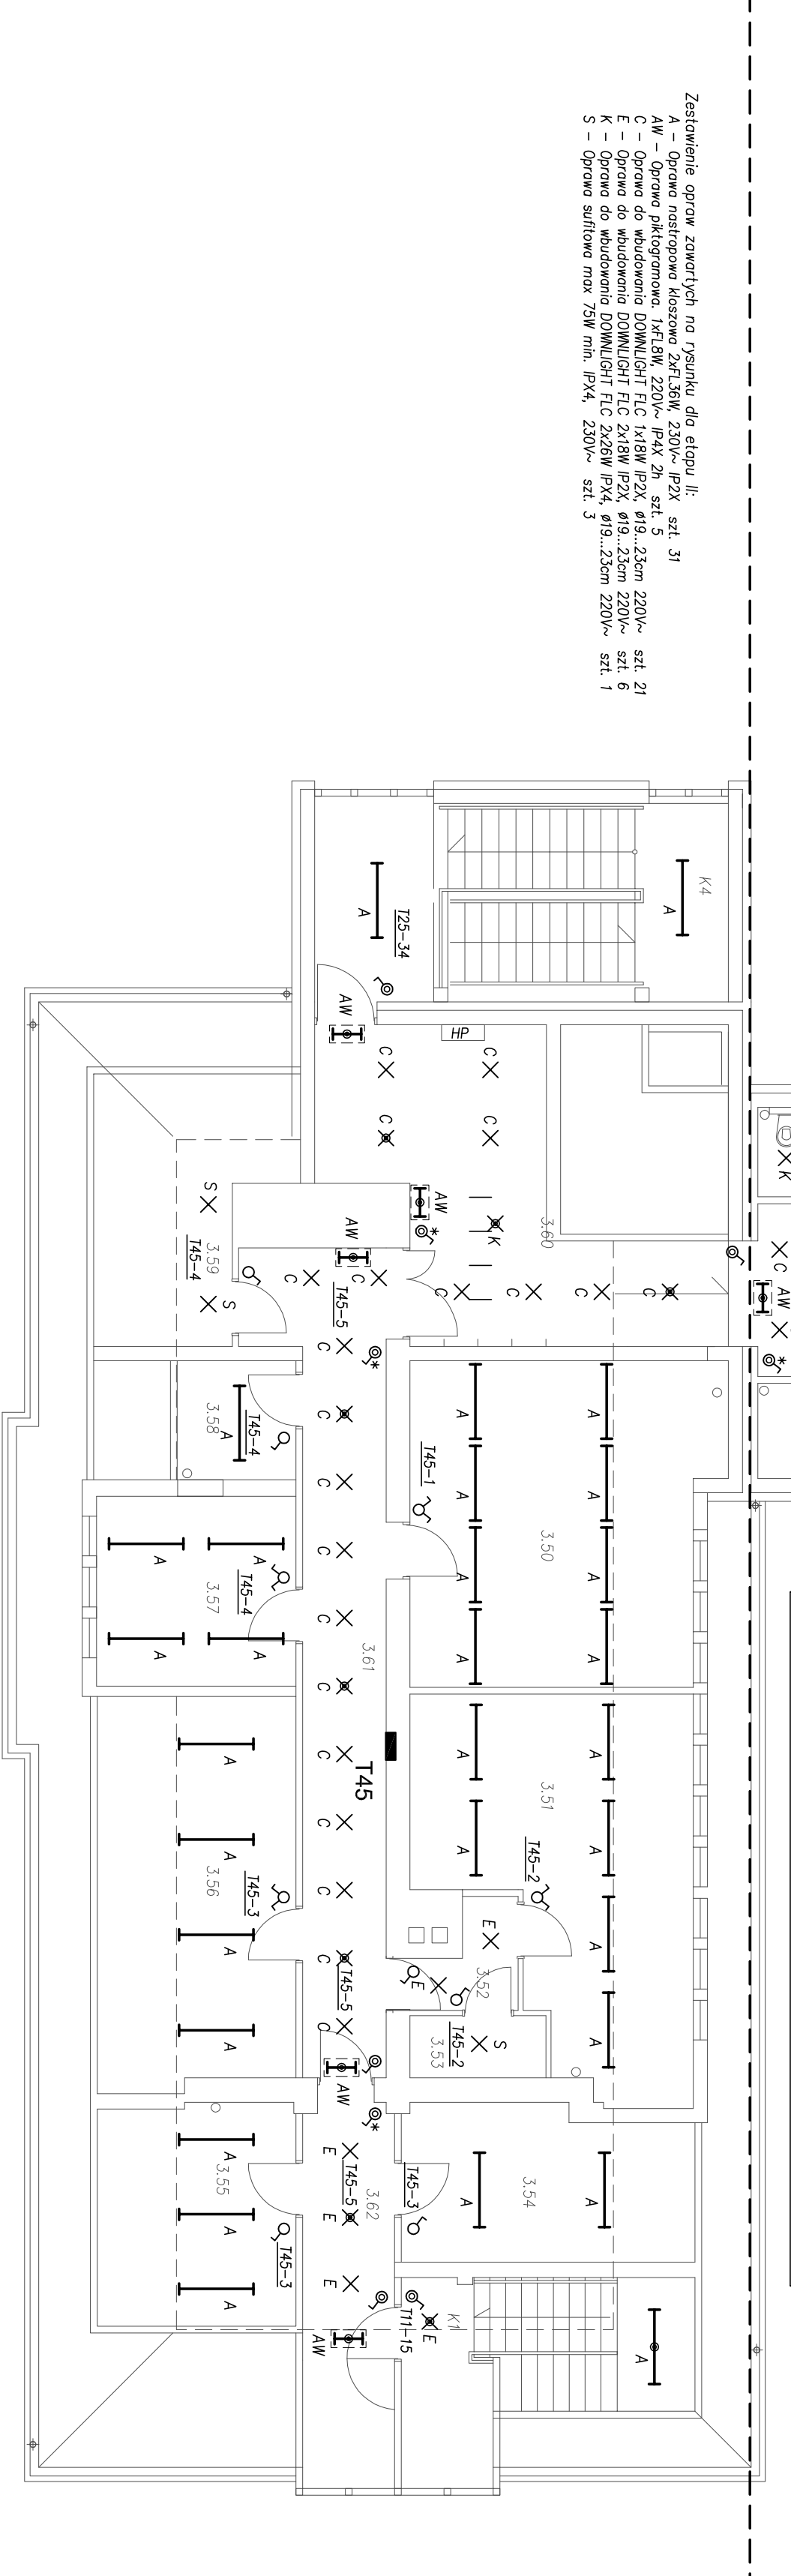 Zestawienie opraw zawartych na rysunku dla etapu II:
A – Oprawa nastropowa kloszowa 2xFL36W, 230V~ IP2X szt. 31
AW – Oprawa piktogramowa. 1xFL8W, 220V~ IP4X 2h szt. 5
C – Oprawa do wbudowania DOWNLIGHT FLC 1x18W IP2X, ø19...23cm 220V~ szt. 21
E – Oprawa do wbudowania DOWNLIGHT FLC 2x18W IP2X, ø19...23cm 220V~ szt. 6
K – Oprawa do wbudowania DOWNLIGHT FLC 2x26W IPX4, ø19...23cm 220V~ szt. 1
S – Oprawa sufitowa max 75W min. IPX4, 230V~ szt. 3
K4
A
A
T25-34
AW
HP
C
C
C
C
K
AW
*
K
3.60
C
AW
*
S
3.59
T45-4
S
AW
C
C
T45-5
C
C
C
C
C
*
C
C
C
C
C
C
C
C
C
C
C
A
A
A
A
A
A
A
A
T45-1
3.50
T45-4
3.58
A
A
A
A
A
T45-4
3.57
3.61
T45
A
A
A
A
A
A
3.51
T45-2
A
A
A
A
T45-3
3.56
E
3.52
E
T45-2
3.53
S
T45-5
AW
*
E
E
E
T45-5
3.62
T45-3
3.54
A
A
A
A
A
3.55
T45-3
T11-15
K1
E
A
AW